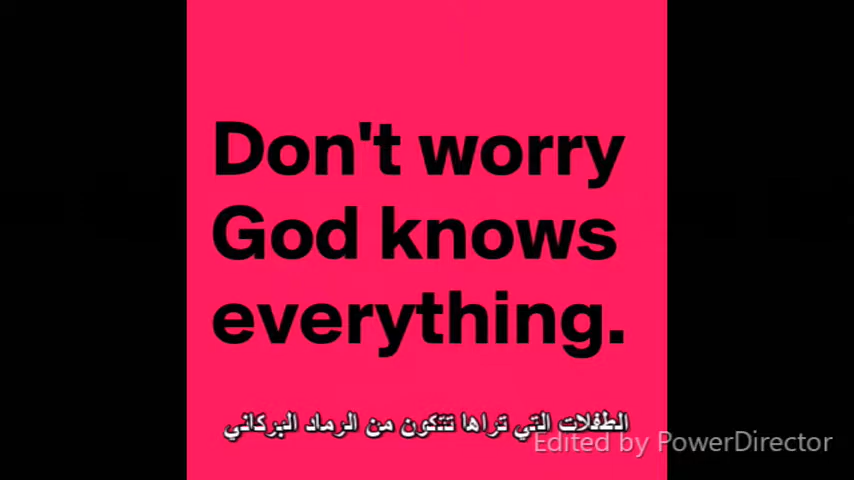 Don't worry
God knows
everything.
الطفلات التي تراها تتكون من الرماد البركاني
Edited by PowerDirector